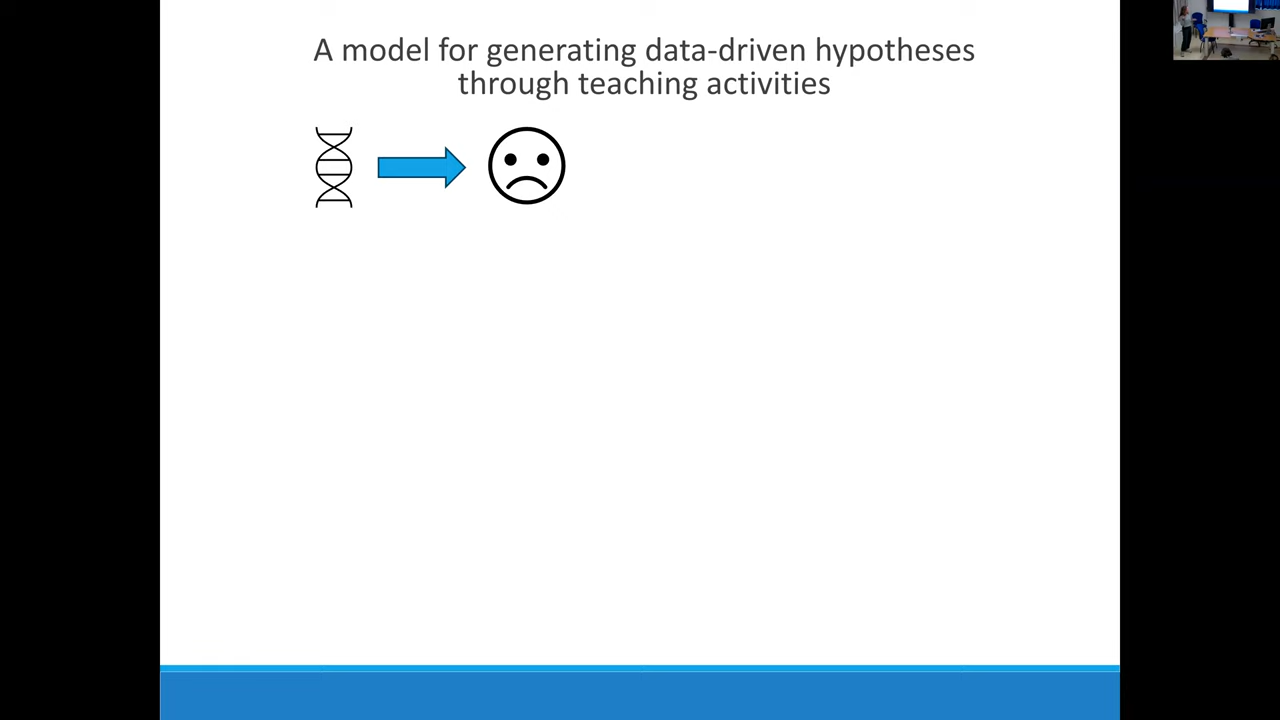 A model for generating data-driven hypotheses
through teaching activities